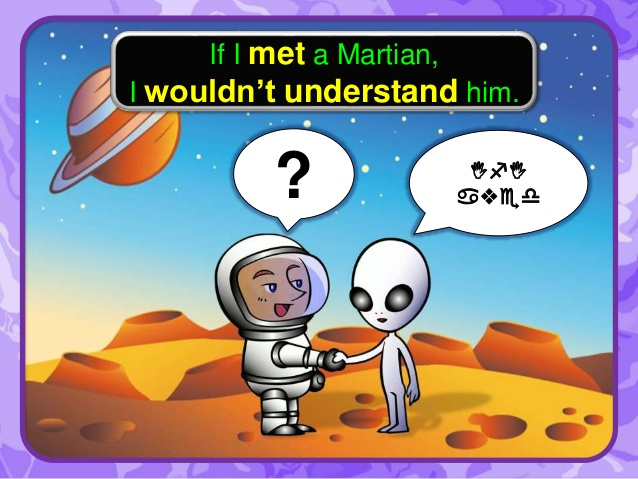 If I met a Martian,
I wouldn’t understand him.
?
🖐♐🖐
♋❖♏♎